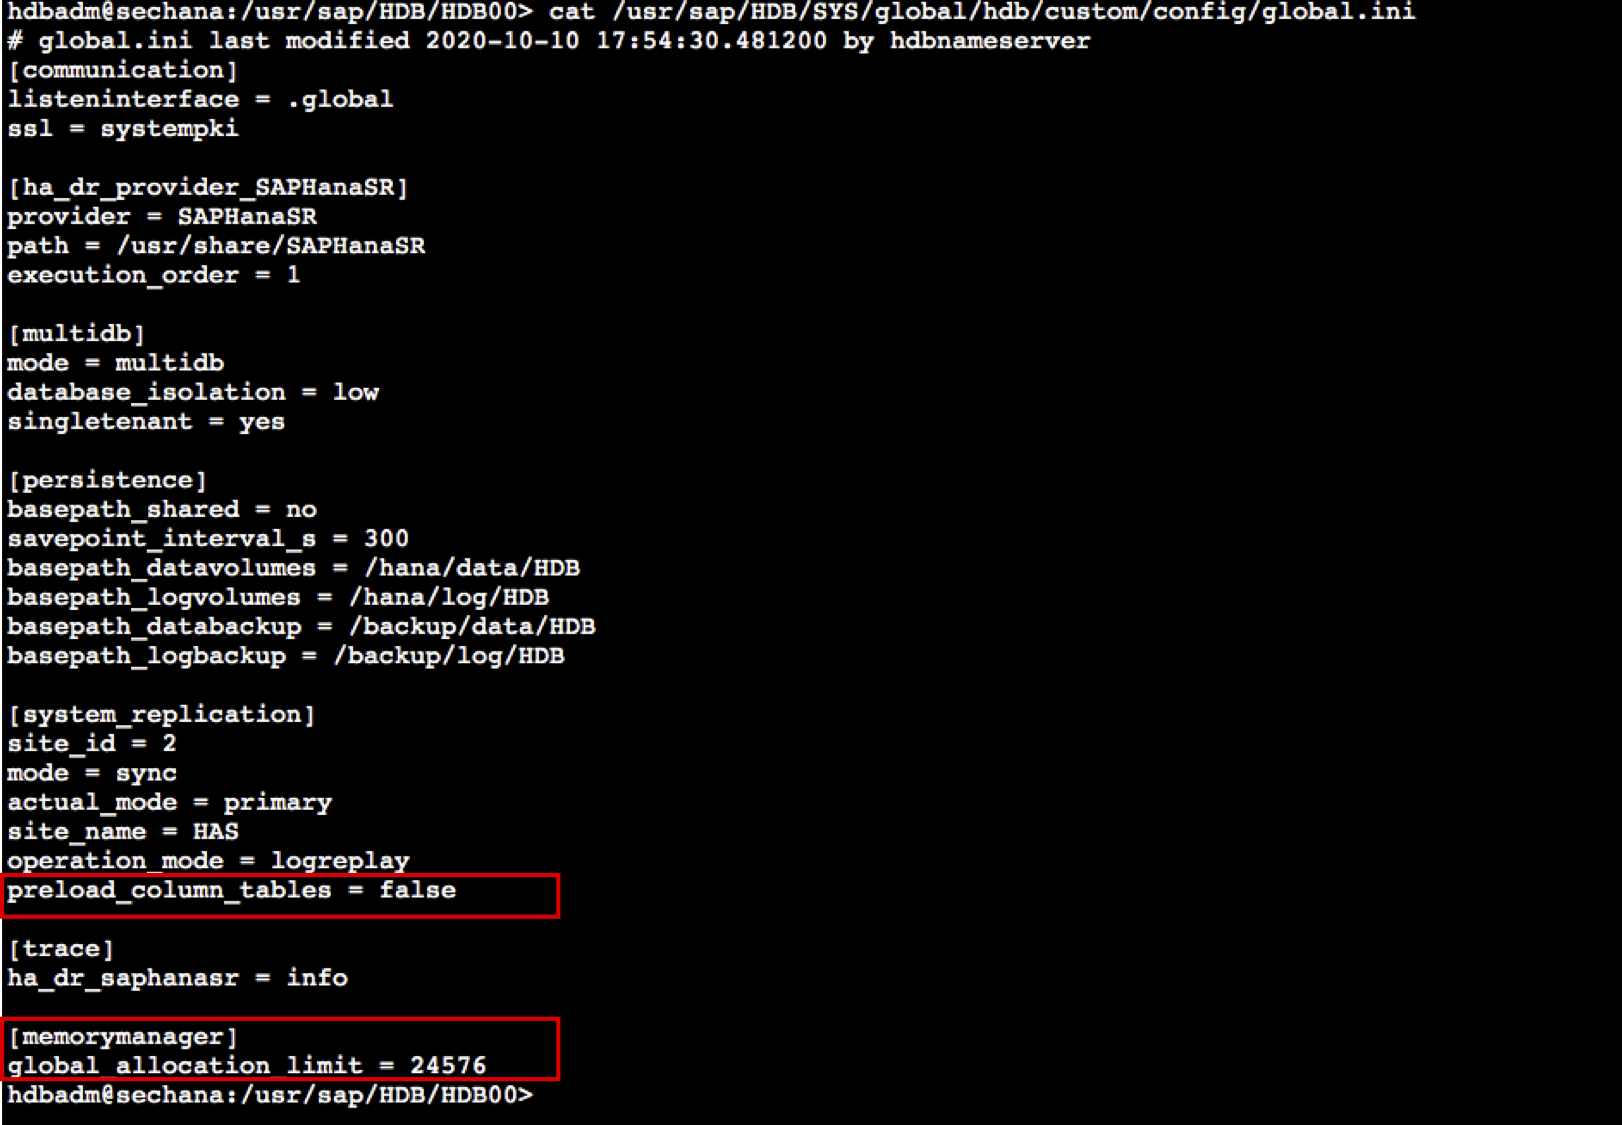 hdbadm@sechana:/usr/sap/HDB/HDB00> cat /usr/sap/HDB/SYS/global/hdb/custom/config/global.ini
# global.ini last modified 2020-10-10 17:54:30.481200 by hdbnameserver
[communication]
listeninterface = .global
ssl = systempki

[ha_dr_provider_SAPHanaSR]
provider = SAPHanaSR
path = /usr/share/SAPHanaSR
execution_order = 1

[multidb]
mode = multidb
database_isolation = low
singletenant = yes

[persistence]
basepath_shared = no
savepoint_interval_s = 300
basepath_datavolumes = /hana/data/HDB
basepath_logvolumes = /hana/log/HDB
basepath_databackup = /backup/data/HDB
basepath_logbackup = /backup/log/HDB

[system_replication]
site_id = 2
mode = sync
actual_mode = primary
site_name = HAS
operation_mode = logreplay
preload_column_tables = false

[trace]
ha_dr_saphanasr = info

[memorymanager]
global_allocation_limit = 24576
hdbadm@sechana:/usr/sap/HDB/HDB00>